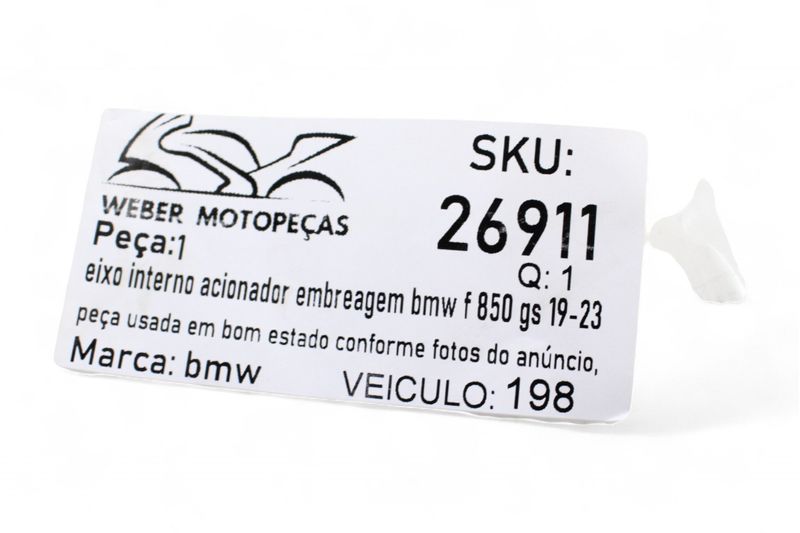 WEBER MOTOPEÇAS
SKU:
26911
Peça:1
Q: 1
eixo interno acionador embreagem bmw f 850 gs 19-23
peça usada em bom estado conforme fotos do anúncio,
Marca: bmw
VEICULO: 198